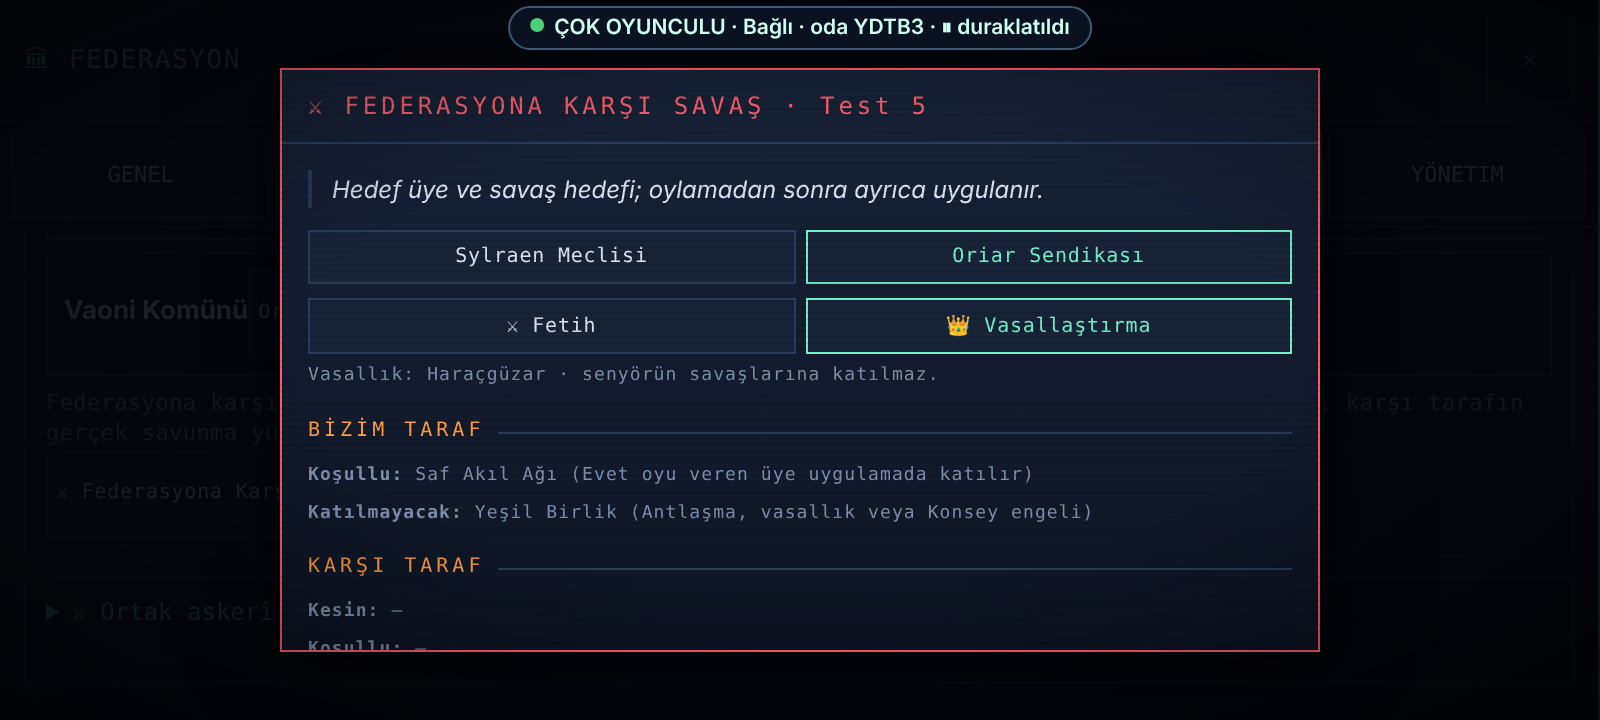 ÇOK OYUNCULU · Bağlı · oda YDTB3 · ⏸ duraklatıldı
🏛 FEDERASYON
✕
⚔ FEDERASYONA KARŞI SAVAŞ · Test 5
GENEL
YÖNETİM
Hedef üye ve savaş hedefi; oylamadan sonra ayrıca uygulanır.
Sylraen Meclisi
Oriar Sendikası
Vaoni Komünü
⚔ Fetih
👑 Vasallaştırma
Vasallık: Haraçgüzar · senyörün savaşlarına katılmaz.
Federasyona karşı
, karşı tarafın
gerçek savunma
BİZİM TARAF
Koşullu: Saf Akıl Ağı (Evet oyu veren üye uygulamada katılır)
⚔ Federasyona
Katılmayacak: Yeşil Birlik (Antlaşma, vasallık veya Konsey engeli)
KARŞI TARAF
▶ ⚔ Ortak askerî
Kesin: —
Koşullu: —